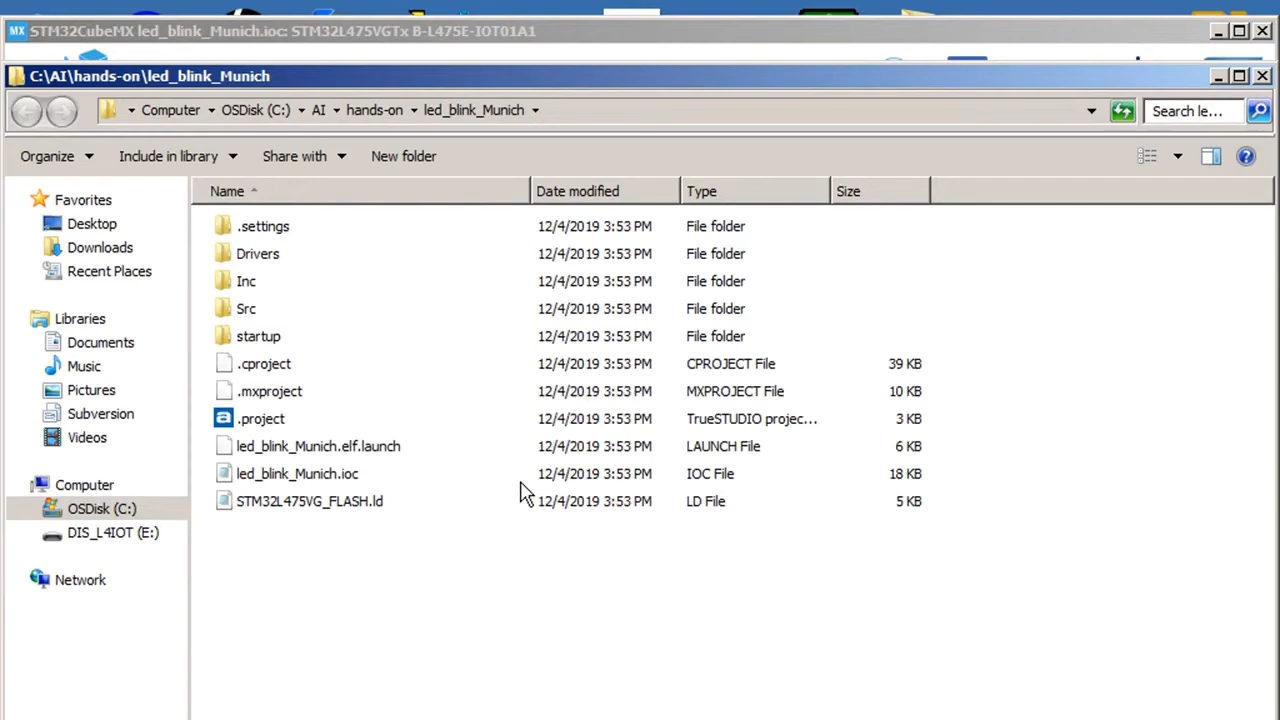 MX STM32CubeMX led_blink_Munich.ioc: STM32L475VGTx B-L475E-IOT01A1
C:\AI\hands-on\led_blink_Munich
Computer OSDisk (C:) AI hands-on led_blink_Munich Search le...
Organize Include in library Share with New folder
Name Date modified Type Size
Favorites
Desktop
Downloads
Recent Places
Libraries
Documents
Music
Pictures
Subversion
Videos
Computer
OSDisk (C:)
DIS_L4IOT (E:)
Network
.settings 12/4/2019 3:53 PM File folder
Drivers 12/4/2019 3:53 PM File folder
Inc 12/4/2019 3:53 PM File folder
Src 12/4/2019 3:53 PM File folder
startup 12/4/2019 3:53 PM File folder
.cproject 12/4/2019 3:53 PM CPROJECT File 39 KB
.mxproject 12/4/2019 3:53 PM MXPROJECT File 10 KB
.project 12/4/2019 3:53 PM TrueSTUDIO projec... 3 KB
led_blink_Munich.elf.launch 12/4/2019 3:53 PM LAUNCH File 6 KB
led_blink_Munich.ioc 12/4/2019 3:53 PM IOC File 18 KB
STM32L475VG_FLASH.ld 12/4/2019 3:53 PM LD File 5 KB